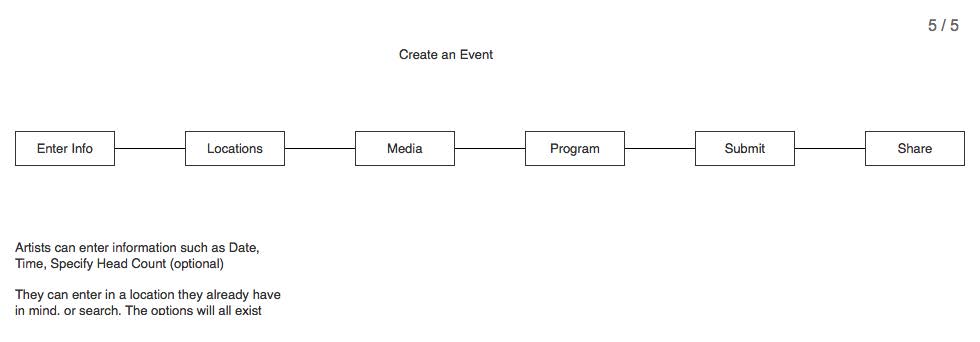 5 / 5
Create an Event
Enter Info
Locations
Media
Program
Submit
Share
Artists can enter information such as Date,
Time, Specify Head Count (optional)
They can enter in a location they already have
in mind. or search. The options will all exist